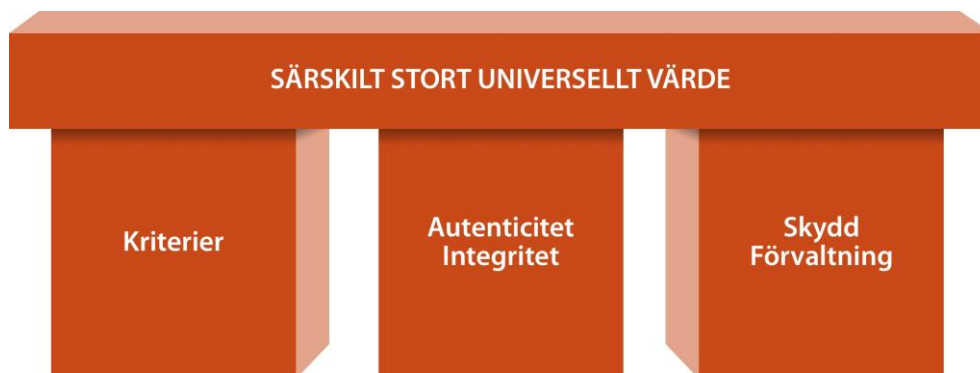 SÄRSKILT STORT UNIVERSELLT VÄRDE
Kriterier
Autenticitet
Integritet
Skydd
Förvaltning